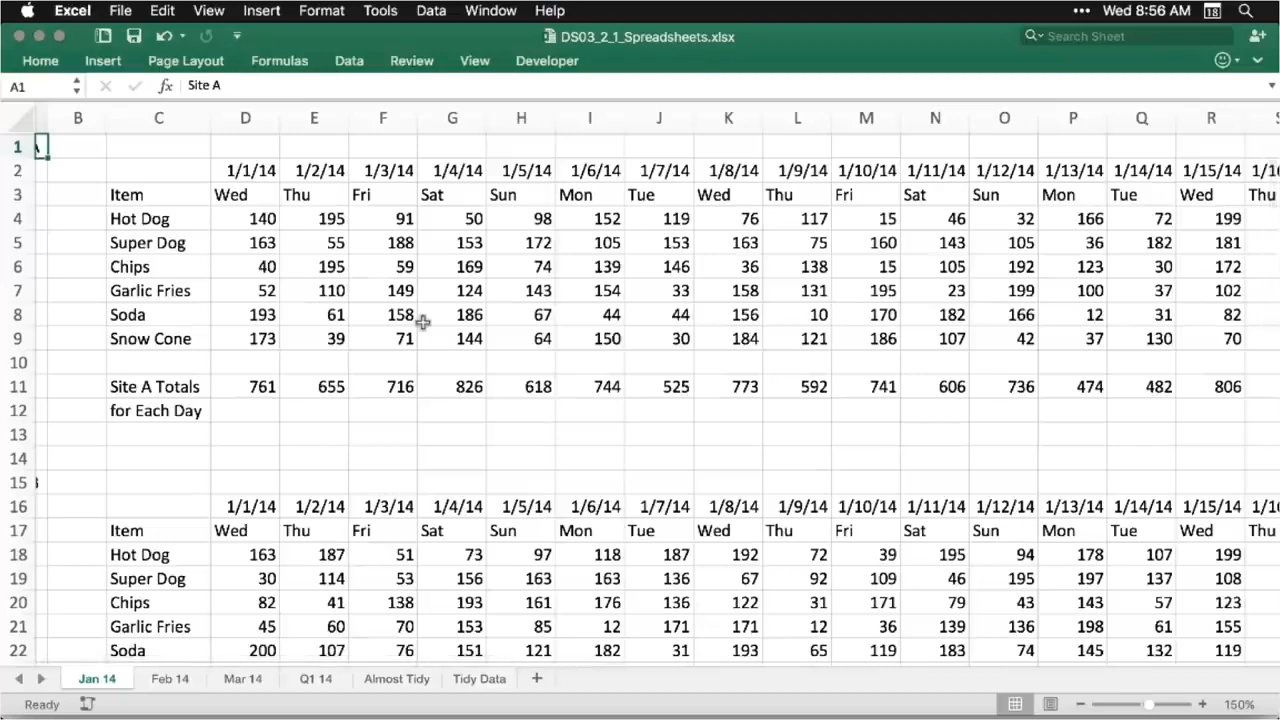 Excel File Edit View Insert Format Tools Data Window Help ••• Wed 8:56 AM 18
DS03_2_1_Spreadsheets.xlsx Search Sheet
Home Insert Page Layout Formulas Data Review View Developer
A1 fx Site A
B C D E F G H I J K L M N O P Q R
1
2 1/1/14 1/2/14 1/3/14 1/4/14 1/5/14 1/6/14 1/7/14 1/8/14 1/9/14 1/10/14 1/11/14 1/12/14 1/13/14 1/14/14 1/15/14
3 Item Wed Thu Fri Sat Sun Mon Tue Wed Thu Fri Sat Sun Mon Tue Wed Thu
4 Hot Dog 140 195 91 50 98 152 119 76 117 15 46 32 166 72 199
5 Super Dog 163 55 188 153 172 105 153 163 75 160 143 105 36 182 181
6 Chips 40 195 59 169 74 139 146 36 138 15 105 192 123 30 172
7 Garlic Fries 52 110 149 124 143 154 33 158 131 195 23 199 100 37 102
8 Soda 193 61 158 186 67 44 44 156 10 170 182 166 12 31 82
9 Snow Cone 173 39 71 144 64 150 30 184 121 186 107 42 37 130 70
10
11 Site A Totals 761 655 716 826 618 744 525 773 592 741 606 736 474 482 806
12 for Each Day
13
14
15
16 1/1/14 1/2/14 1/3/14 1/4/14 1/5/14 1/6/14 1/7/14 1/8/14 1/9/14 1/10/14 1/11/14 1/12/14 1/13/14 1/14/14 1/15/14
17 Item Wed Thu Fri Sat Sun Mon Tue Wed Thu Fri Sat Sun Mon Tue Wed Thu
18 Hot Dog 163 187 51 73 97 118 187 192 72 39 195 94 178 107 199
19 Super Dog 30 114 53 156 163 163 136 67 92 109 46 195 197 137 108
20 Chips 82 41 138 193 161 176 136 122 31 171 79 43 143 57 123
21 Garlic Fries 45 60 70 153 85 12 171 171 12 36 139 136 198 61 155
22 Soda 200 107 76 151 121 182 31 193 65 119 183 74 145 132 119
Jan 14 Feb 14 Mar 14 Q1 14 Almost Tidy Tidy Data +
Ready 150%